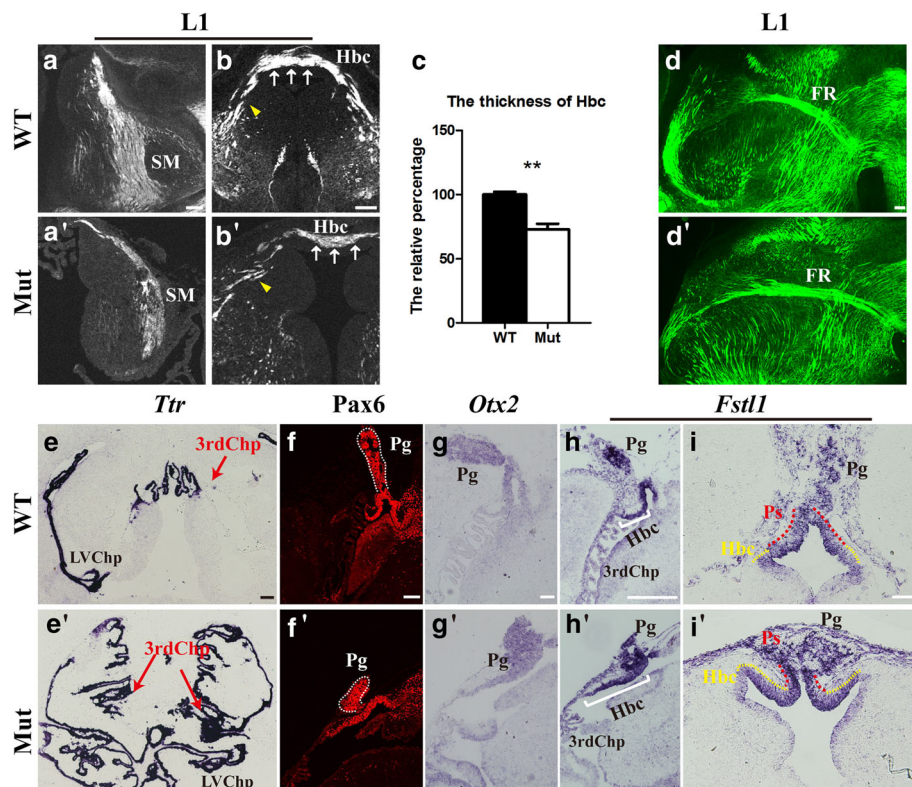 L1
L1
WT
a
SM
b
Hbc
c
The thickness of Hbc
The relative percentage
150
100
50
0
**
WT
Mut
d
FR
Mut
a'
SM
b'
Hbc
d'
FR
Ttr
Pax6
Otx2
Fstl1
WT
e
3rdChp
LVChp
f
Pg
g
Pg
h
Pg
Hbc
3rdChp
i
Pg
Ps
Hbc
Mut
e'
3rdChp
LVChp
f'
Pg
g'
Pg
h'
Pg
Hbc
3rdChp
i'
Pg
Ps
Hbc